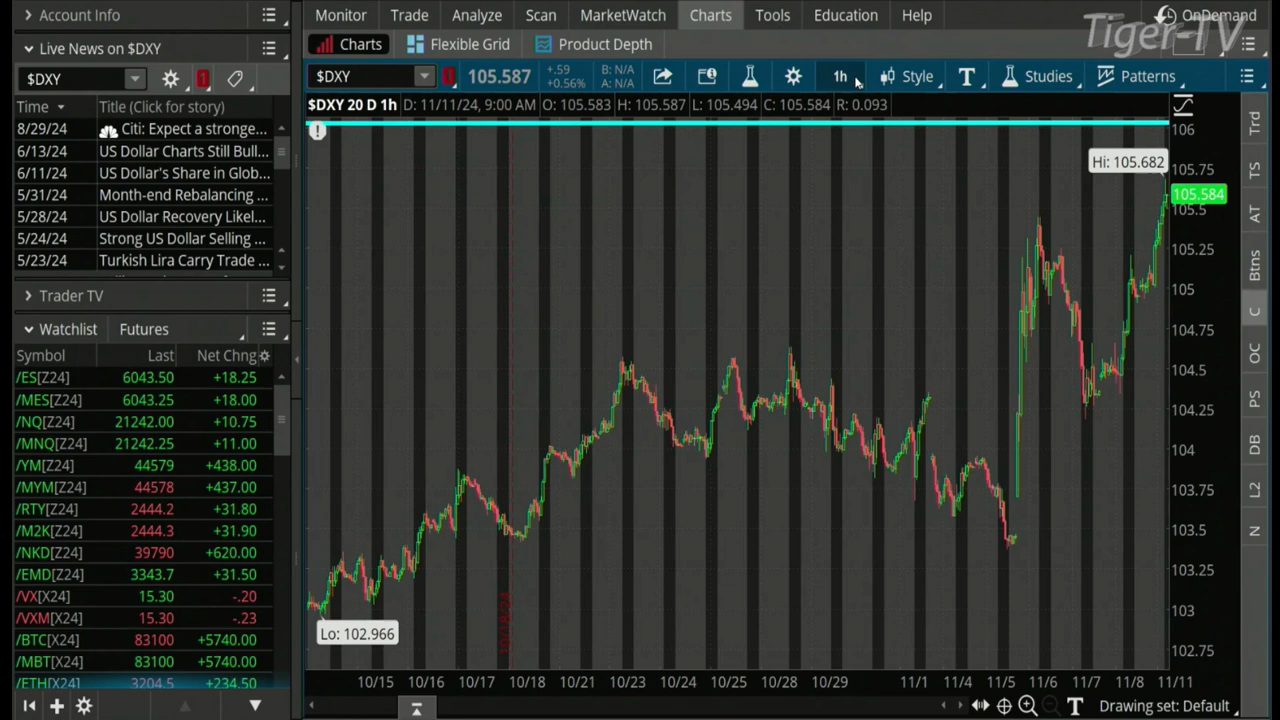 Account Info
Live News on $DXY
$DXY
1
Time Title (Click for story)
8/29/24 Citi: Expect a stronge...
6/13/24 US Dollar Charts Still Bull...
6/11/24 US Dollar's Share in Glob...
5/31/24 Month-end Rebalancing ...
5/28/24 US Dollar Recovery Likel...
5/24/24 Strong US Dollar Selling ...
5/23/24 Turkish Lira Carry Trade ...
Trader TV
Watchlist Futures
Symbol Last Net Chng
/ES[Z24] 6043.50 +18.25
/MES[Z24] 6043.25 +18.00
/NQ[Z24] 21242.00 +10.75
/MNQ[Z24] 21242.25 +11.00
/YM[Z24] 44579 +438.00
/MYM[Z24] 44578 +437.00
/RTY[Z24] 2444.2 +31.80
/M2K[Z24] 2444.3 +31.90
/NKD[Z24] 39790 +620.00
/EMD[Z24] 3343.7 +31.50
/VX[X24] 15.30 -.20
/VXM[X24] 15.30 -.23
/BTC[X24] 83100 +5740.00
/MBT[X24] 83100 +5740.00
/ETH[X24] 3204.5 +234.50
Monitor Trade Analyze Scan MarketWatch Charts Tools Education Help
OnDemand
Tiger-TV
Charts Flexible Grid Product Depth
$DXY 105.587 +.59 B: N/A
+0.56% A: N/A
1h Style T Studies Patterns
$DXY 20 D 1h D: 11/11/24, 9:00 AM O: 105.583 H: 105.587 L: 105.494 C: 105.584 R: 0.093
Hi: 105.682
Lo: 102.966
10/18/24
106
105.75
105.584
105.5
105.25
105
104.75
104.5
104.25
104
103.75
103.5
103.25
103
102.75
10/15 10/16 10/17 10/18 10/21 10/23 10/24 10/25 10/28 10/29 11/1 11/4 11/5 11/6 11/7 11/8 11/11
T Drawing set: Default
Trd
TS
AT
Btns
C
OC
PS
DB
L2
N